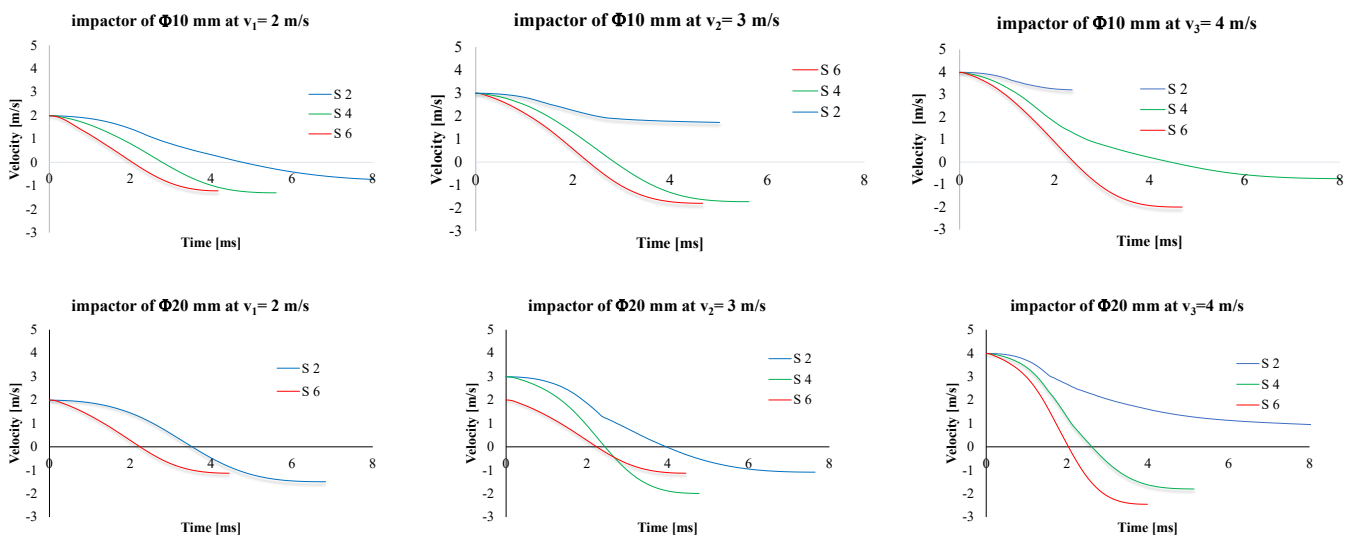 impactor of Φ10 mm at v1= 2 m/s
5
4
3
2
1
0
-1
-2
-3
0
2
4
6
8
Velocity [m/s]
Time [ms]
S 2
S 4
S 6
impactor of Φ10 mm at v2= 3 m/s
5
4
3
2
1
0
-1
-2
-3
0
2
4
6
8
Velocity [m/s]
Time [ms]
S 6
S 4
S 2
impactor of Φ10 mm at v3= 4 m/s
5
4
3
2
1
0
-1
-2
-3
0
2
4
6
8
Velocity [m/s]
Time [ms]
S 2
S 4
S 6
impactor of Φ20 mm at v1= 2 m/s
5
4
3
2
1
0
-1
-2
-3
0
2
4
6
8
Velocity [m/s]
Time [ms]
S 2
S 6
impactor of Φ20 mm at v2= 3 m/s
5
4
3
2
1
0
-1
-2
-3
0
2
4
6
8
Velocity [m/s]
Time [ms]
S 2
S 4
S 6
impactor of Φ20 mm at v3=4 m/s
5
4
3
2
1
0
-1
-2
-3
0
2
4
6
8
Velocity [m/s]
Time [ms]
S 2
S 4
S 6